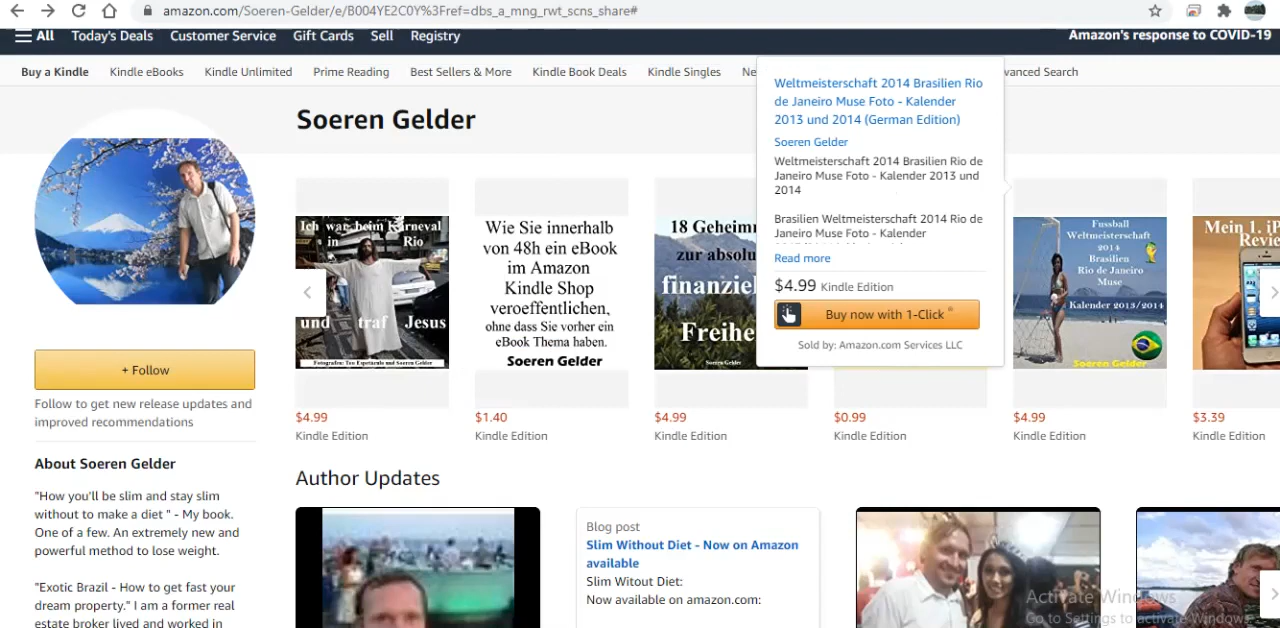 amazon.com/Soeren-Gelder/e/B004YE2C0Y%3Fref=dbs_a_mng_rwt_scns_share#
All Today's Deals Customer Service Gift Cards Sell Registry Amazon's response to COVID-19
Buy a Kindle Kindle eBooks Kindle Unlimited Prime Reading Best Sellers & More Kindle Book Deals Kindle Singles Ne vanced Search
Soeren Gelder
Weltmeisterschaft 2014 Brasilien Rio
de Janeiro Muse Foto - Kalender
2013 und 2014 (German Edition)
Soeren Gelder
Weltmeisterschaft 2014 Brasilien Rio de
Janeiro Muse Foto - Kalender 2013 und
2014
Brasilien Weltmeisterschaft 2014 Rio de
Janeiro Muse Foto - Kalender
Read more
$4.99 Kindle Edition
Buy now with 1-Click ®
Sold by: Amazon.com Services LLC
Ich war beim Karneval
in Rio
und traf Jesus
Fotografen: Teo Espetáculo und Soeren Gelder
Wie Sie innerhalb
von 48h ein eBook
im Amazon
Kindle Shop
veroeffentlichen,
ohne dass Sie vorher ein
eBook Thema haben.
Soeren Gelder
18 Geheim
zur absolu
finanziel
Freihe
Soeren Gelder
Fussball
Weltmeisterschaft
2014
Brasilien
Rio de Janeiro
Muse
Kalender 2013/2014
Soeren Gelder
Mein 1. iP
Revie
$4.99
Kindle Edition
$1.40
Kindle Edition
$4.99
Kindle Edition
$0.99
Kindle Edition
$4.99
Kindle Edition
$3.39
Kindle Edition
+ Follow
Follow to get new release updates and
improved recommendations
About Soeren Gelder
"How you'll be slim and stay slim
without to make a diet " - My book.
One of a few. An extremely new and
powerful method to lose weight.
"Exotic Brazil - How to get fast your
dream property." I am a former real
estate broker lived and worked in
Author Updates
Blog post
Slim Without Diet - Now on Amazon
available
Slim Witout Diet:
Now available on amazon.com:
Activate Windows
Go to Settings to activate Windows.